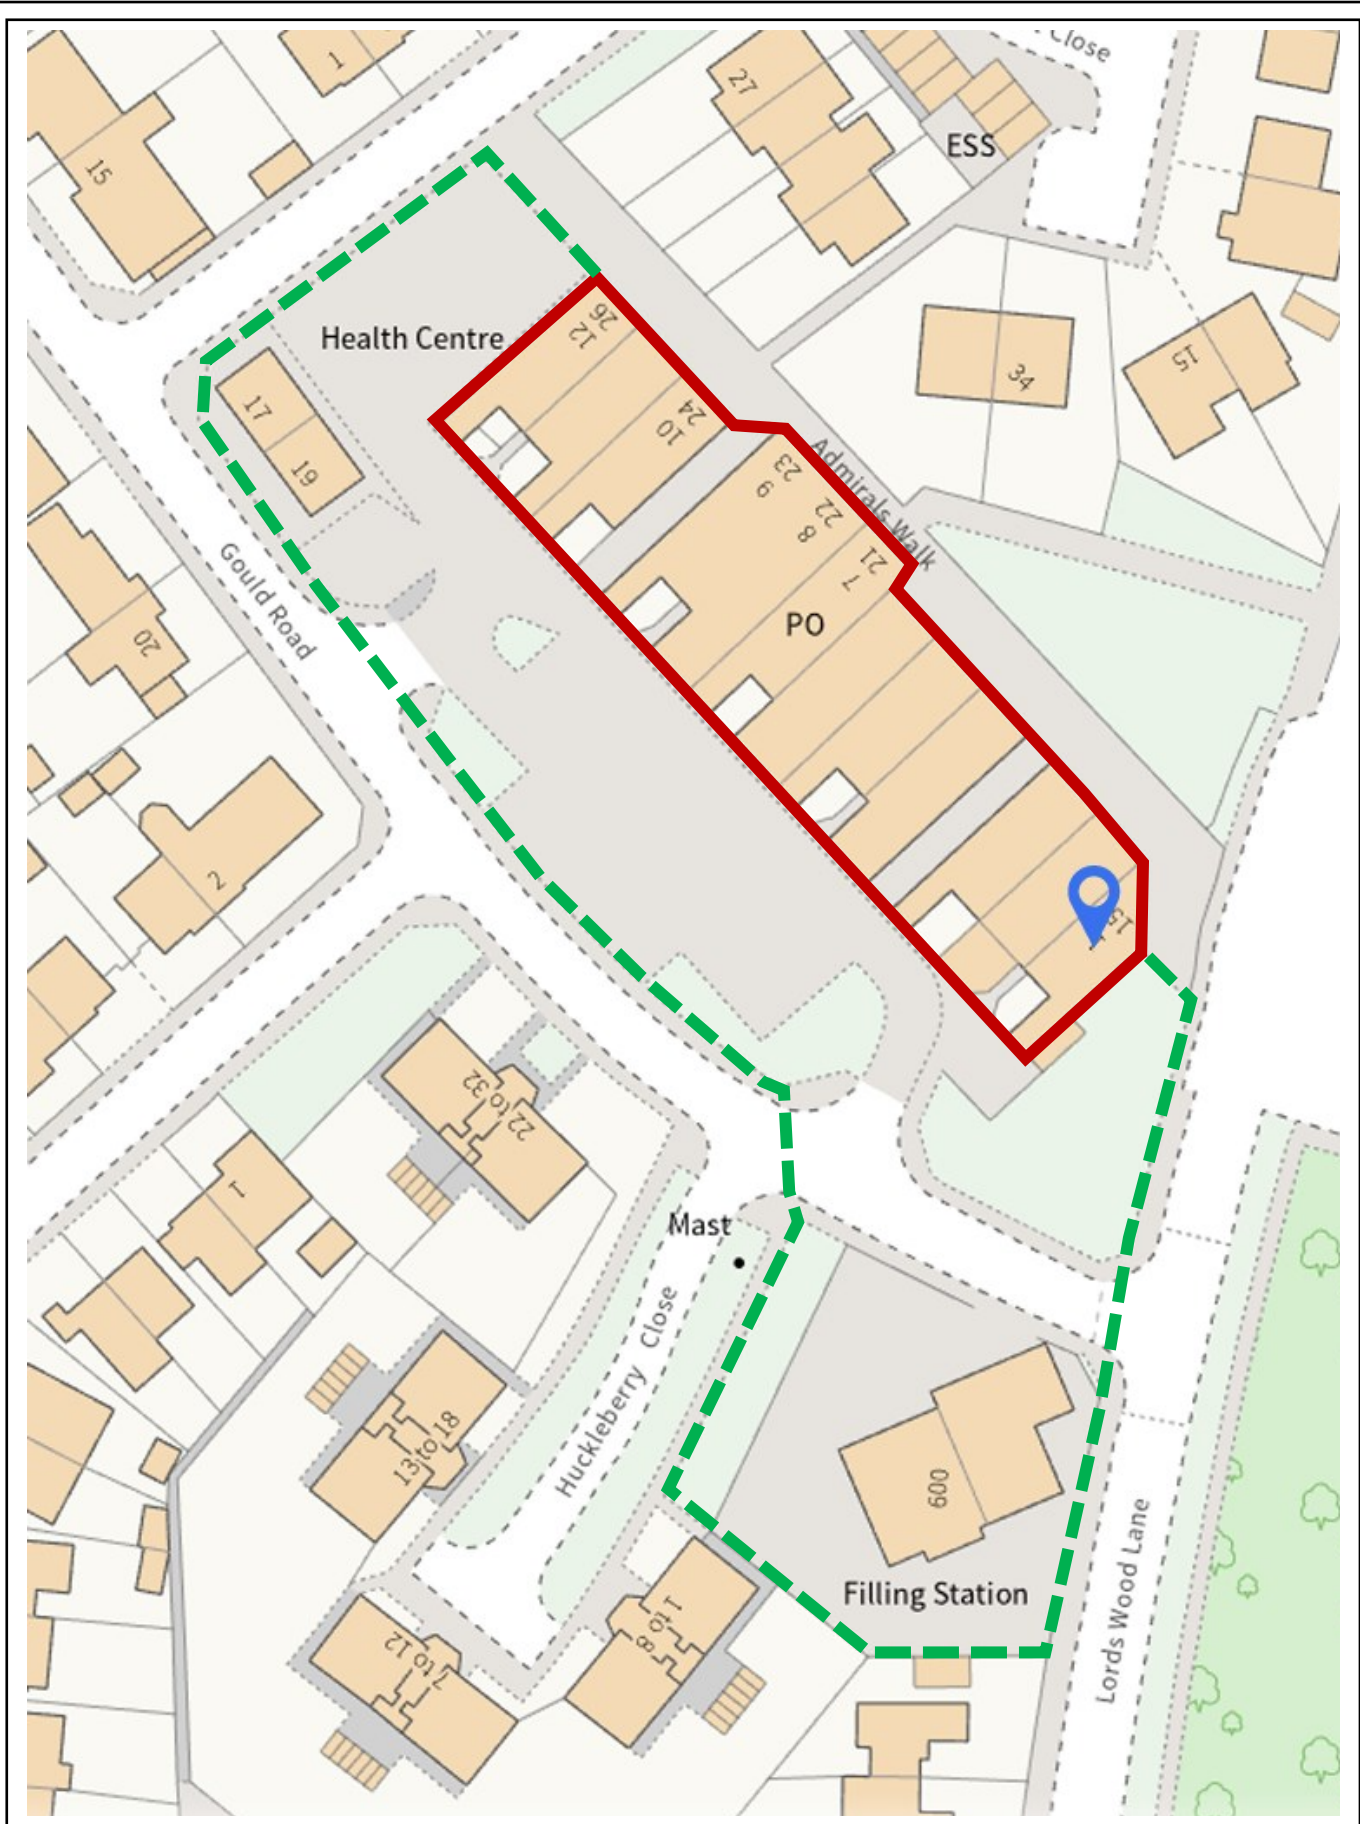 Close
1
27
15
ESS
26
12
Health Centre
34
15
24
10
17
19
23
9
Admirals Walk
22
8
21
7
Gould Road
PO
20
2
15
22 to 32
1
Mast
Huckleberry Close
13 to 18
600
Filling Station
Lords Wood Lane
1 to 8
7 to 12